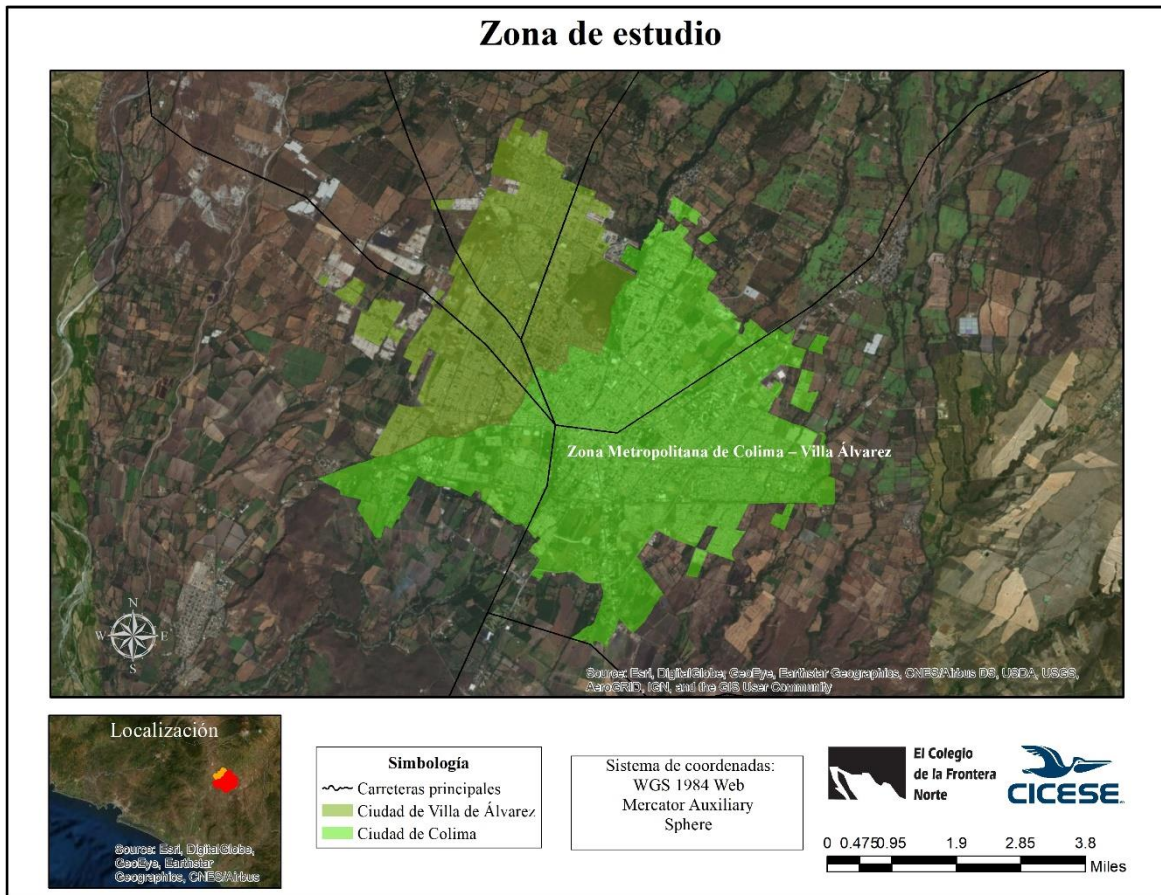 Zona de estudio
Zona Metropolitana de Colima – Villa Álvarez
N
W
E
S
Source: Esri, DigitalGlobe, GeoEye, Earthstar Geographics, CNES/Airbus DS, USDA, USGS,
AeroGRID, IGN, and the GIS User Community
Localización
Source: Esri, DigitalGlobe,
GeoEye, Earthstar
Geographics, CNES/Airbus
Simbología
Carreteras principales
Ciudad de Villa de Álvarez
Ciudad de Colima
Sistema de coordenadas:
WGS 1984 Web
Mercator Auxiliary
Sphere
El Colegio
de la Frontera
Norte
CICESE
0 0.475 0.95 1.9 2.85 3.8
Miles